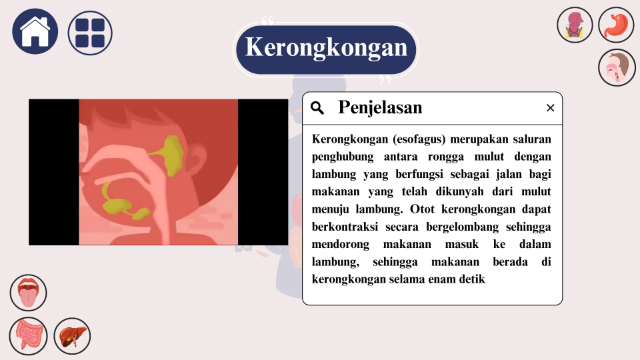 Kerongkongan
Penjelasan
Kerongkongan (esofagus) merupakan saluran
penghubung antara rongga mulut dengan
lambung yang berfungsi sebagai jalan bagi
makanan yang telah dikunyah dari mulut
menuju lambung. Otot kerongkongan dapat
berkontraksi secara bergelombang sehingga
mendorong makanan masuk ke dalam
lambung, sehingga makanan berada di
kerongkongan selama enam detik